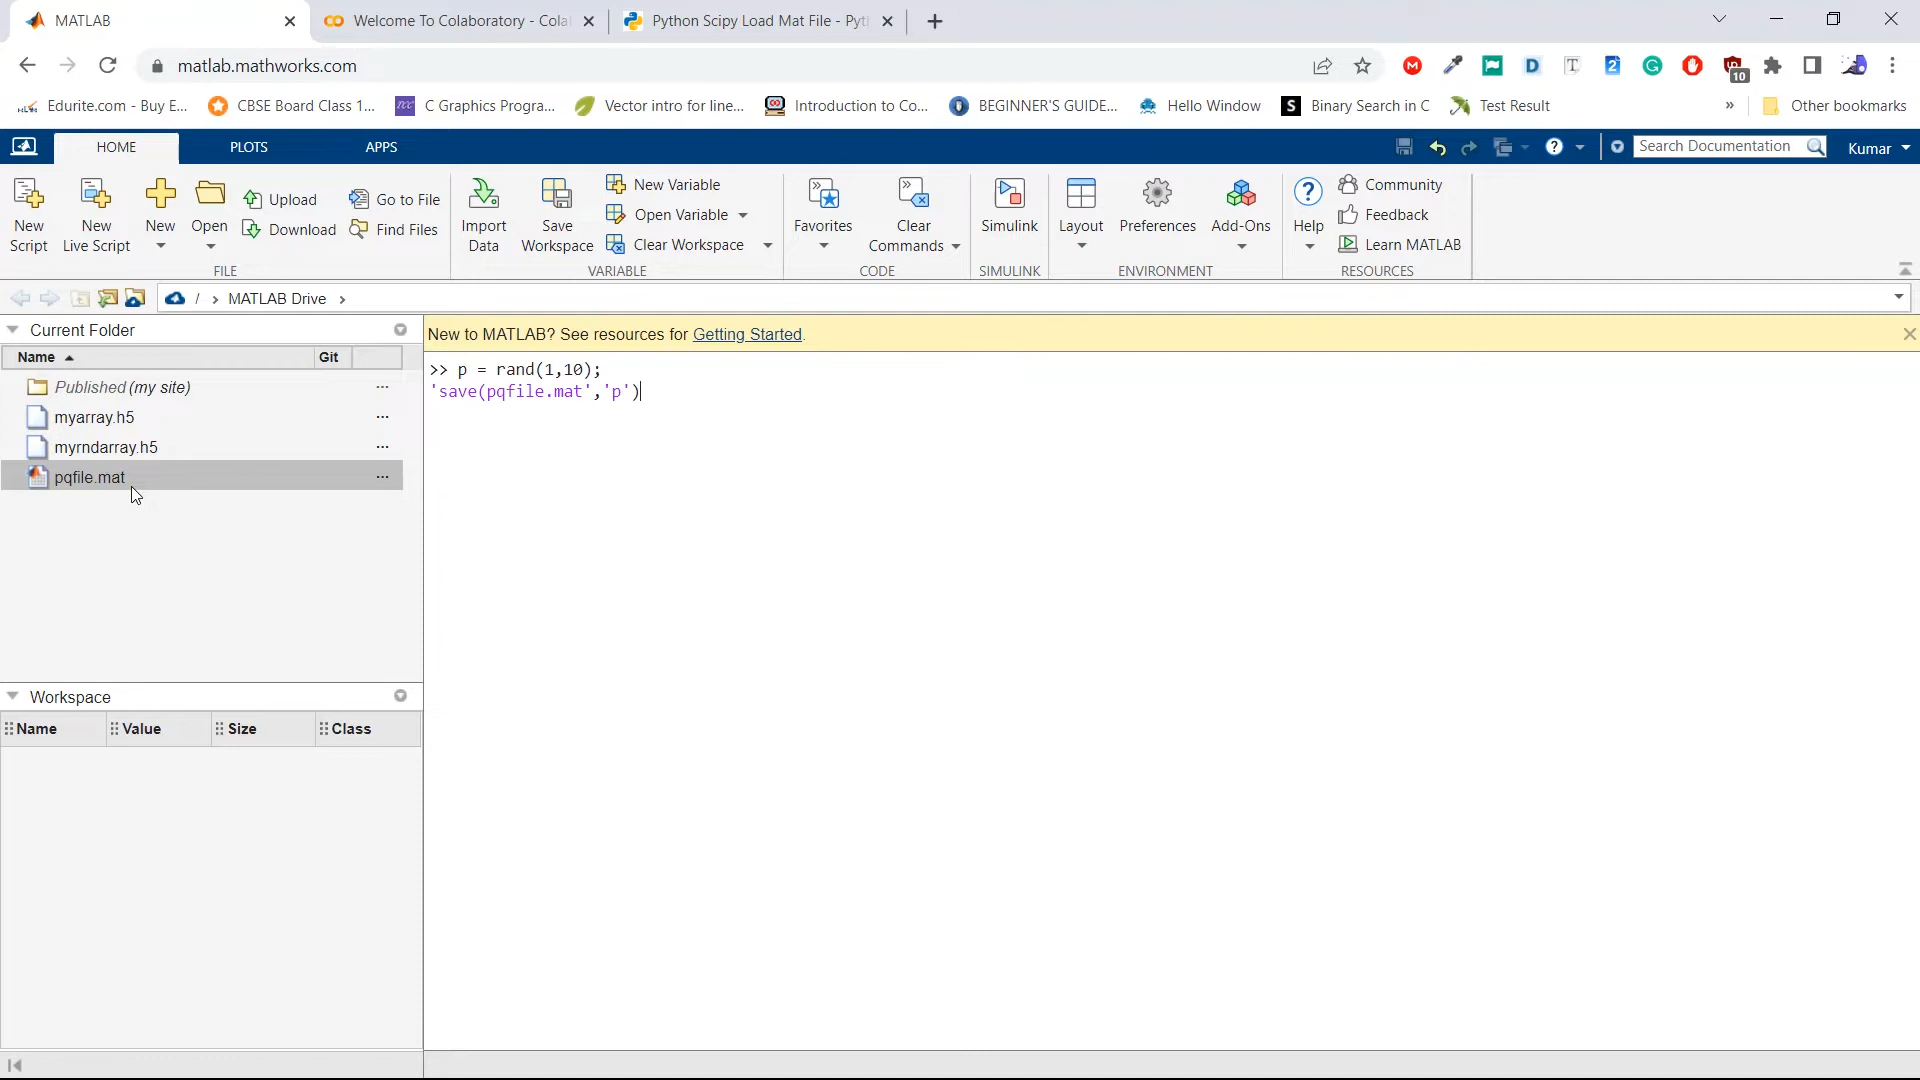 MATLAB
Welcome To Colaboratory - Cola
Python Scipy Load Mat File - Pyt
matlab.mathworks.com
10
Edurite.com - Buy E...
CBSE Board Class 1...
C Graphics Progra...
Vector intro for line...
Introduction to Co...
BEGINNER'S GUIDE...
Hello Window
Binary Search in C
Test Result
»
Other bookmarks
HOME
PLOTS
APPS
Search Documentation
Kumar
New Script
New Live Script
New
Open
Upload
Download
Go to File
Find Files
FILE
Import Data
Save Workspace
New Variable
Open Variable
Clear Workspace
VARIABLE
Favorites
Clear Commands
CODE
Simulink
SIMULINK
Layout
Preferences
Add-Ons
ENVIRONMENT
Help
Community
Feedback
Learn MATLAB
RESOURCES
/ › MATLAB Drive ›
Current Folder
Name
Git
Published (my site)
myarray.h5
myrndarray.h5
pqfile.mat
New to MATLAB? See resources for Getting Started.
>> p = rand(1,10);
'save(pqfile.mat','p')
Workspace
Name
Value
Size
Class